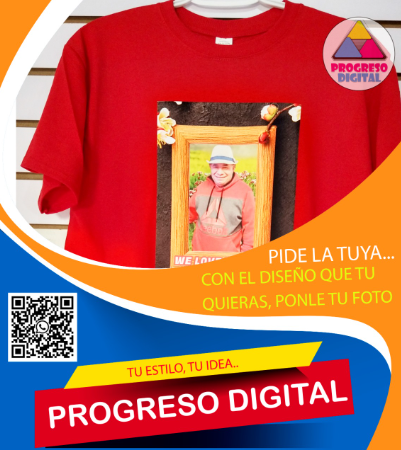 PROGRESO
DIGITAL
WE LOVE
PIDE LA TUYA...
CON EL DISEÑO QUE TU
QUIERAS, PONLE TU FOTO
TU ESTILO, TU IDEA..
PROGRESO DIGITAL